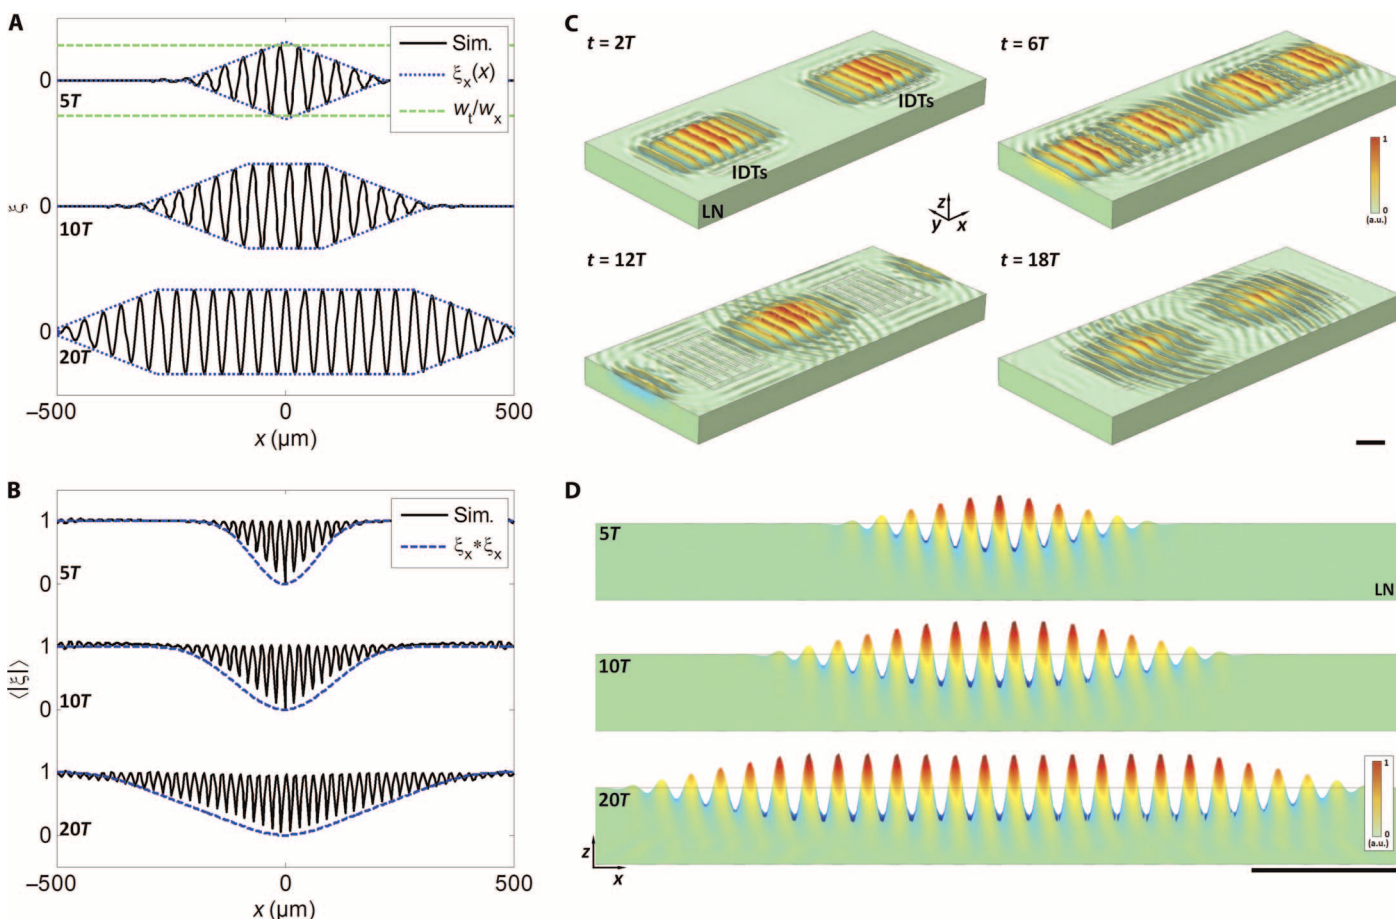 A
Sim.
ξx(x)
wt/wx
0
5T
ξ
0
10T
0
20T
−500
0
500
x (μm)
B
Sim.
ξx*ξx
1
0
5T
⟨|ξ|⟩
1
0
10T
1
0
20T
−500
0
500
x (μm)
C
t = 2T
IDTs
IDTs
LN
t = 6T
1
0
(a.u.)
z
y
x
t = 12T
t = 18T
D
5T
LN
10T
20T
1
0
(a.u.)
z
x